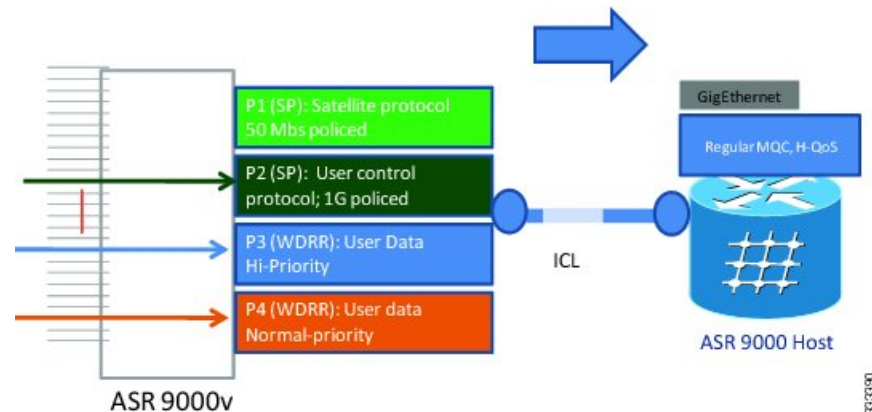 P1 (SP): Satellite protocol
50 Mbs policed
GigEthernet
Regular MQC, H-QoS
P2 (SP): User control
protocol; 1G policed
P3 (WDRR): User Data
Hi-Priority
ICL
P4 (WDRR): User data
Normal-priority
ASR 9000 Host
ASR 9000v